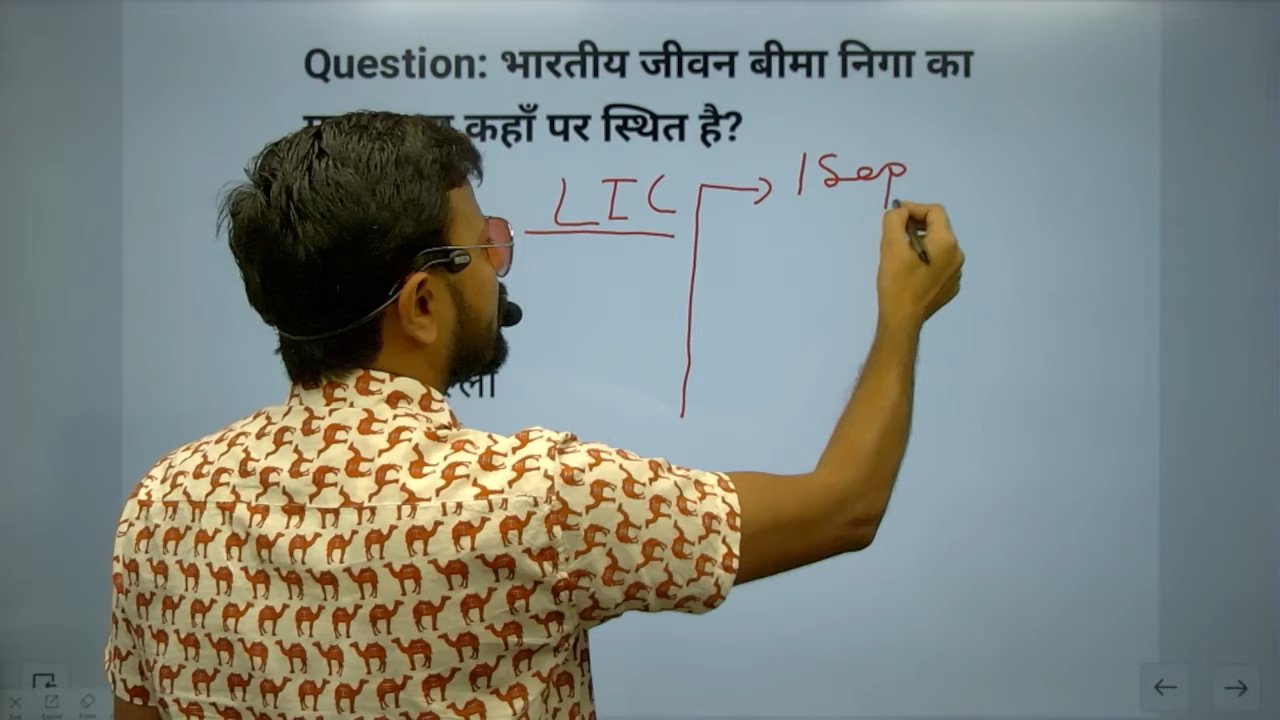 Question: भारतीय जीवन बीमा निगा का
कहाँ पर स्थित है?
LIC
1 Sep